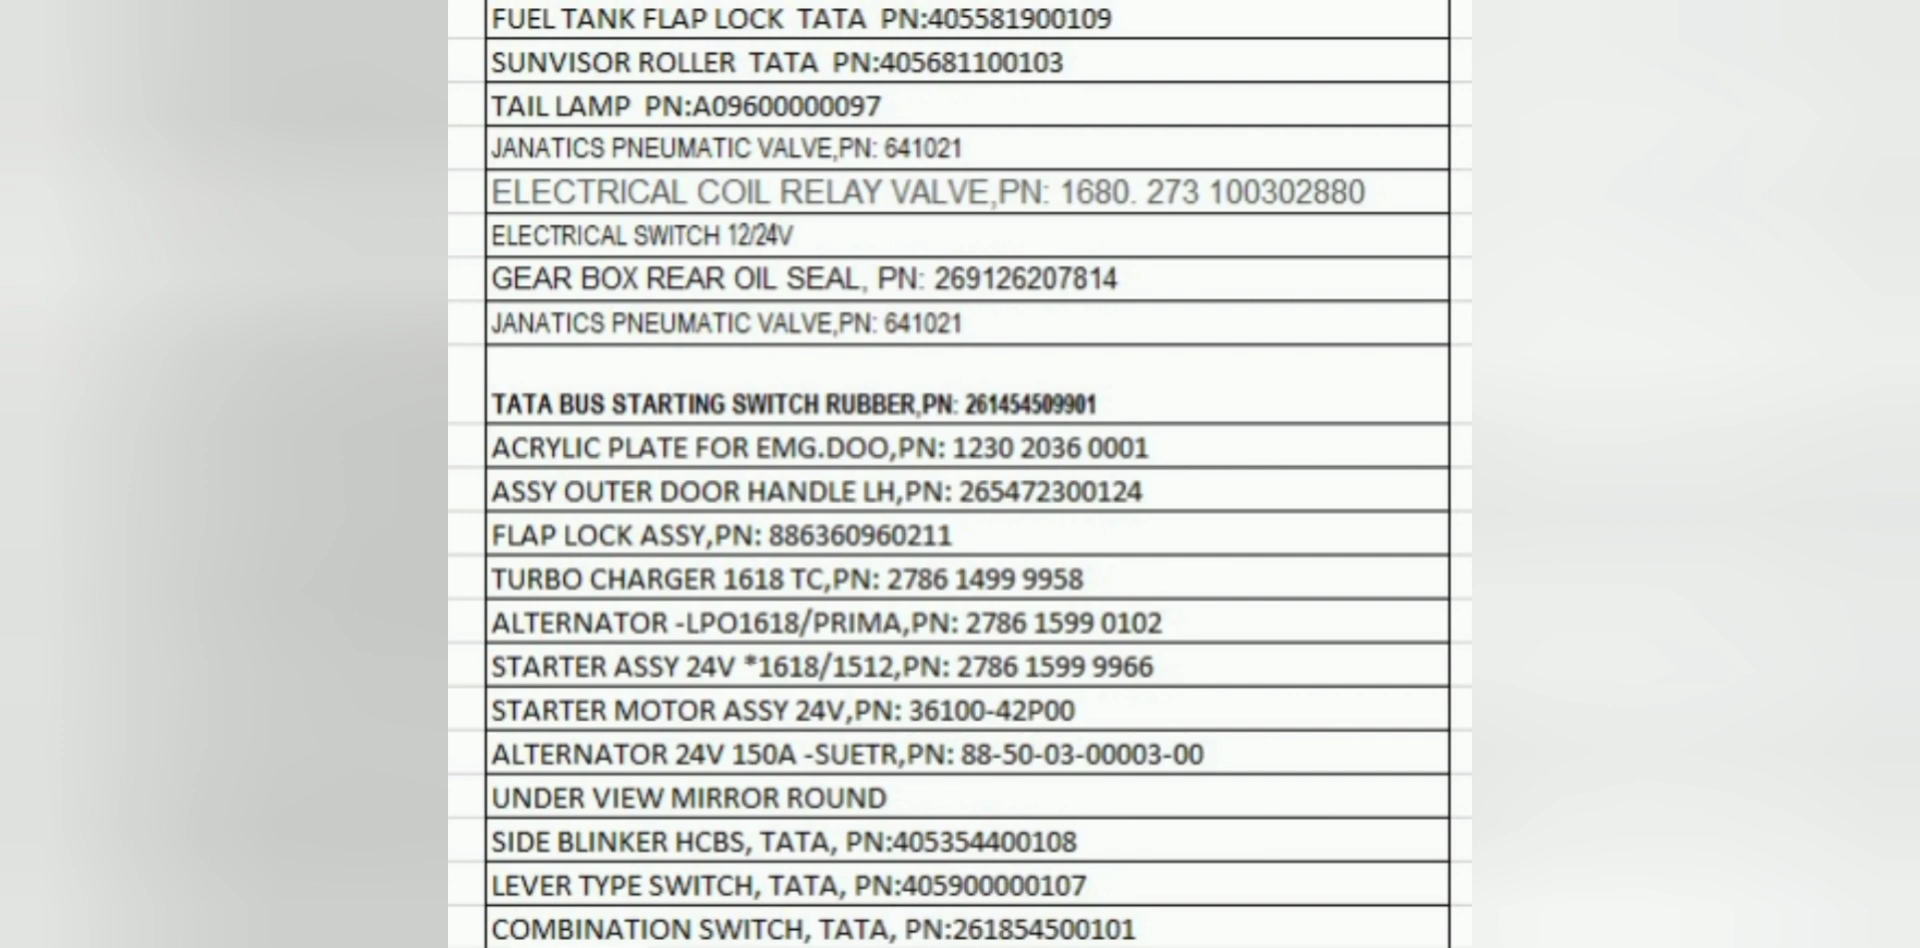 FUEL TANK FLAP LOCK TATA PN:405581900109
SUNVISOR ROLLER TATA PN:405681100103
TAIL LAMP PN:A09600000097
JANATICS PNEUMATIC VALVE,PN: 641021
ELECTRICAL COIL RELAY VALVE,PN: 1680. 273 100302880
ELECTRICAL SWITCH 12/24V
GEAR BOX REAR OIL SEAL, PN: 269126207814
JANATICS PNEUMATIC VALVE,PN: 641021
TATA BUS STARTING SWITCH RUBBER,PN: 261454509901
ACRYLIC PLATE FOR EMG.DOO,PN: 1230 2036 0001
ASSY OUTER DOOR HANDLE LH,PN: 265472300124
FLAP LOCK ASSY,PN: 886360960211
TURBO CHARGER 1618 TC,PN: 2786 1499 9958
ALTERNATOR -LPO1618/PRIMA,PN: 2786 1599 0102
STARTER ASSY 24V *1618/1512,PN: 2786 1599 9966
STARTER MOTOR ASSY 24V,PN: 36100-42P00
ALTERNATOR 24V 150A -SUETR,PN: 88-50-03-00003-00
UNDER VIEW MIRROR ROUND
SIDE BLINKER HCBS, TATA, PN:405354400108
LEVER TYPE SWITCH, TATA, PN:405900000107
COMBINATION SWITCH, TATA, PN:261854500101